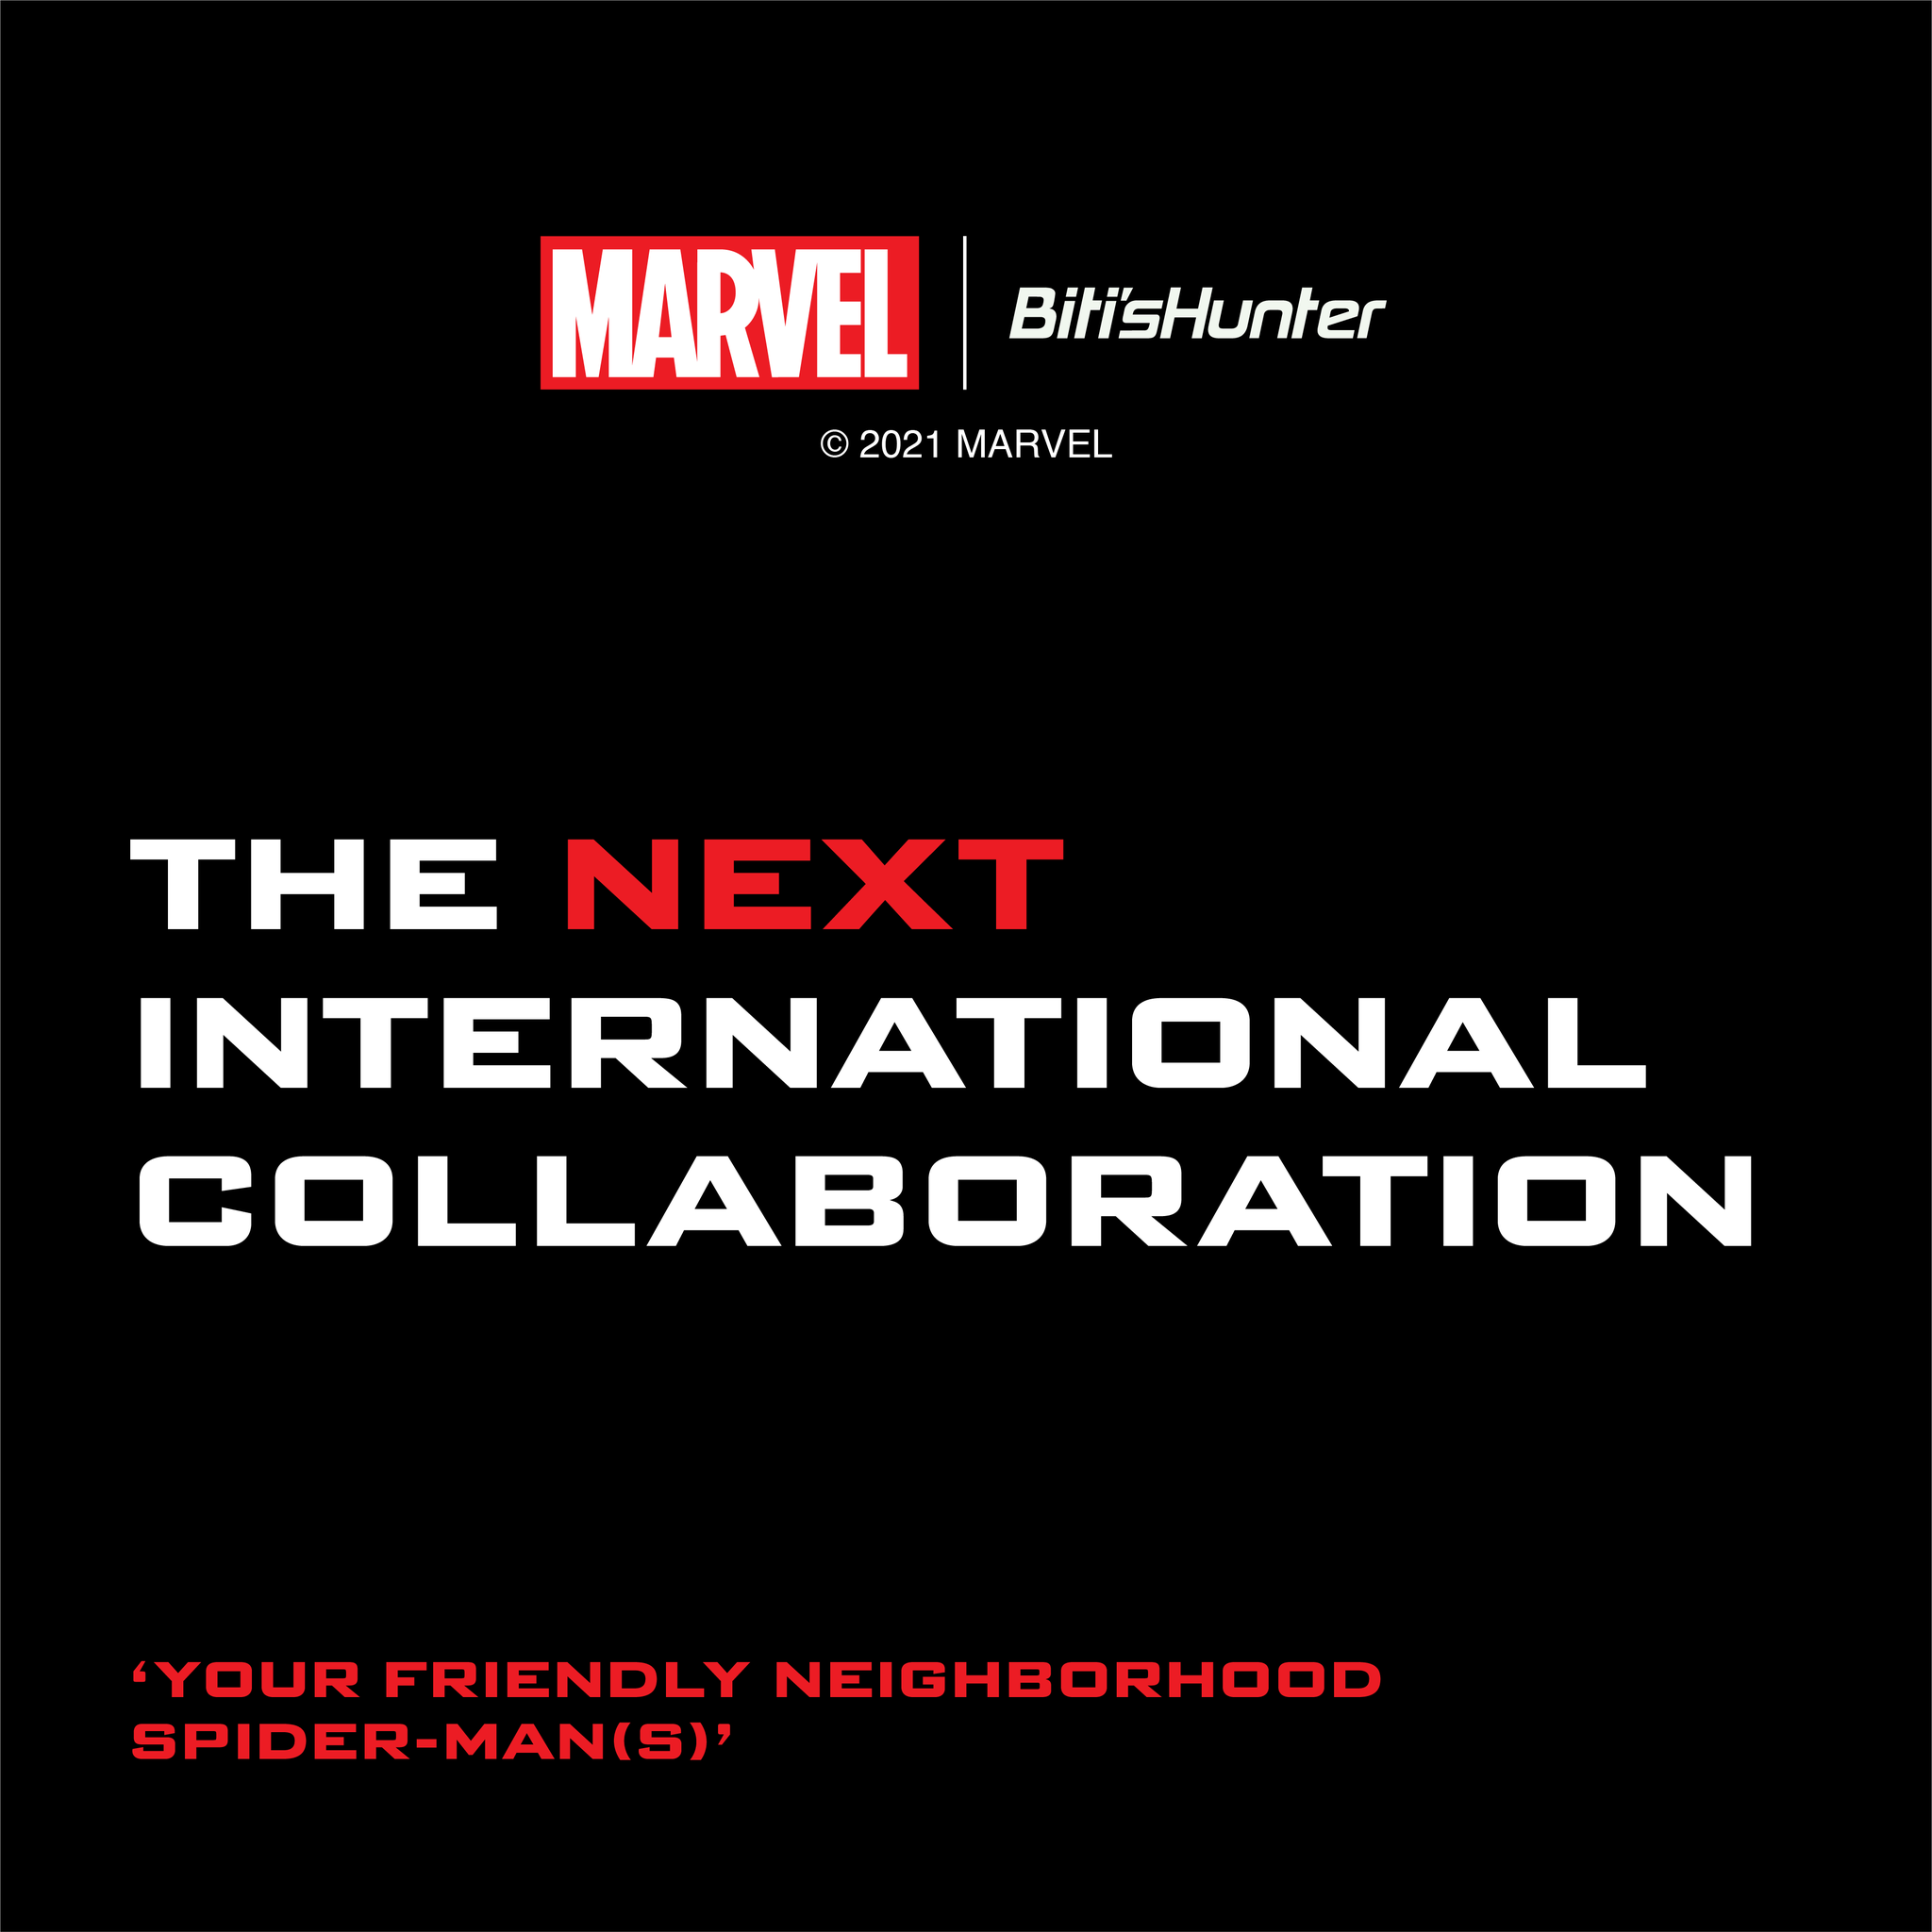 MARVEL Biti'sHunter
© 2021 MARVEL
THE NEXT
INTERNATIONAL
COLLABORATION
‘YOUR FRIENDLY NEIGHBORHOOD
SPIDER-MAN(S)’